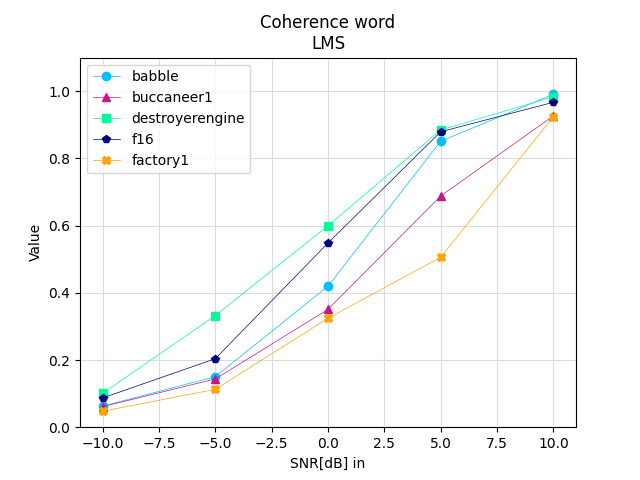 Coherence word
LMS
babble
buccaneer1
destroyerengine
f16
factory1
Value
1.0
0.8
0.6
0.4
0.2
0.0
−10.0 −7.5 −5.0 −2.5 0.0 2.5 5.0 7.5 10.0
SNR[dB] in